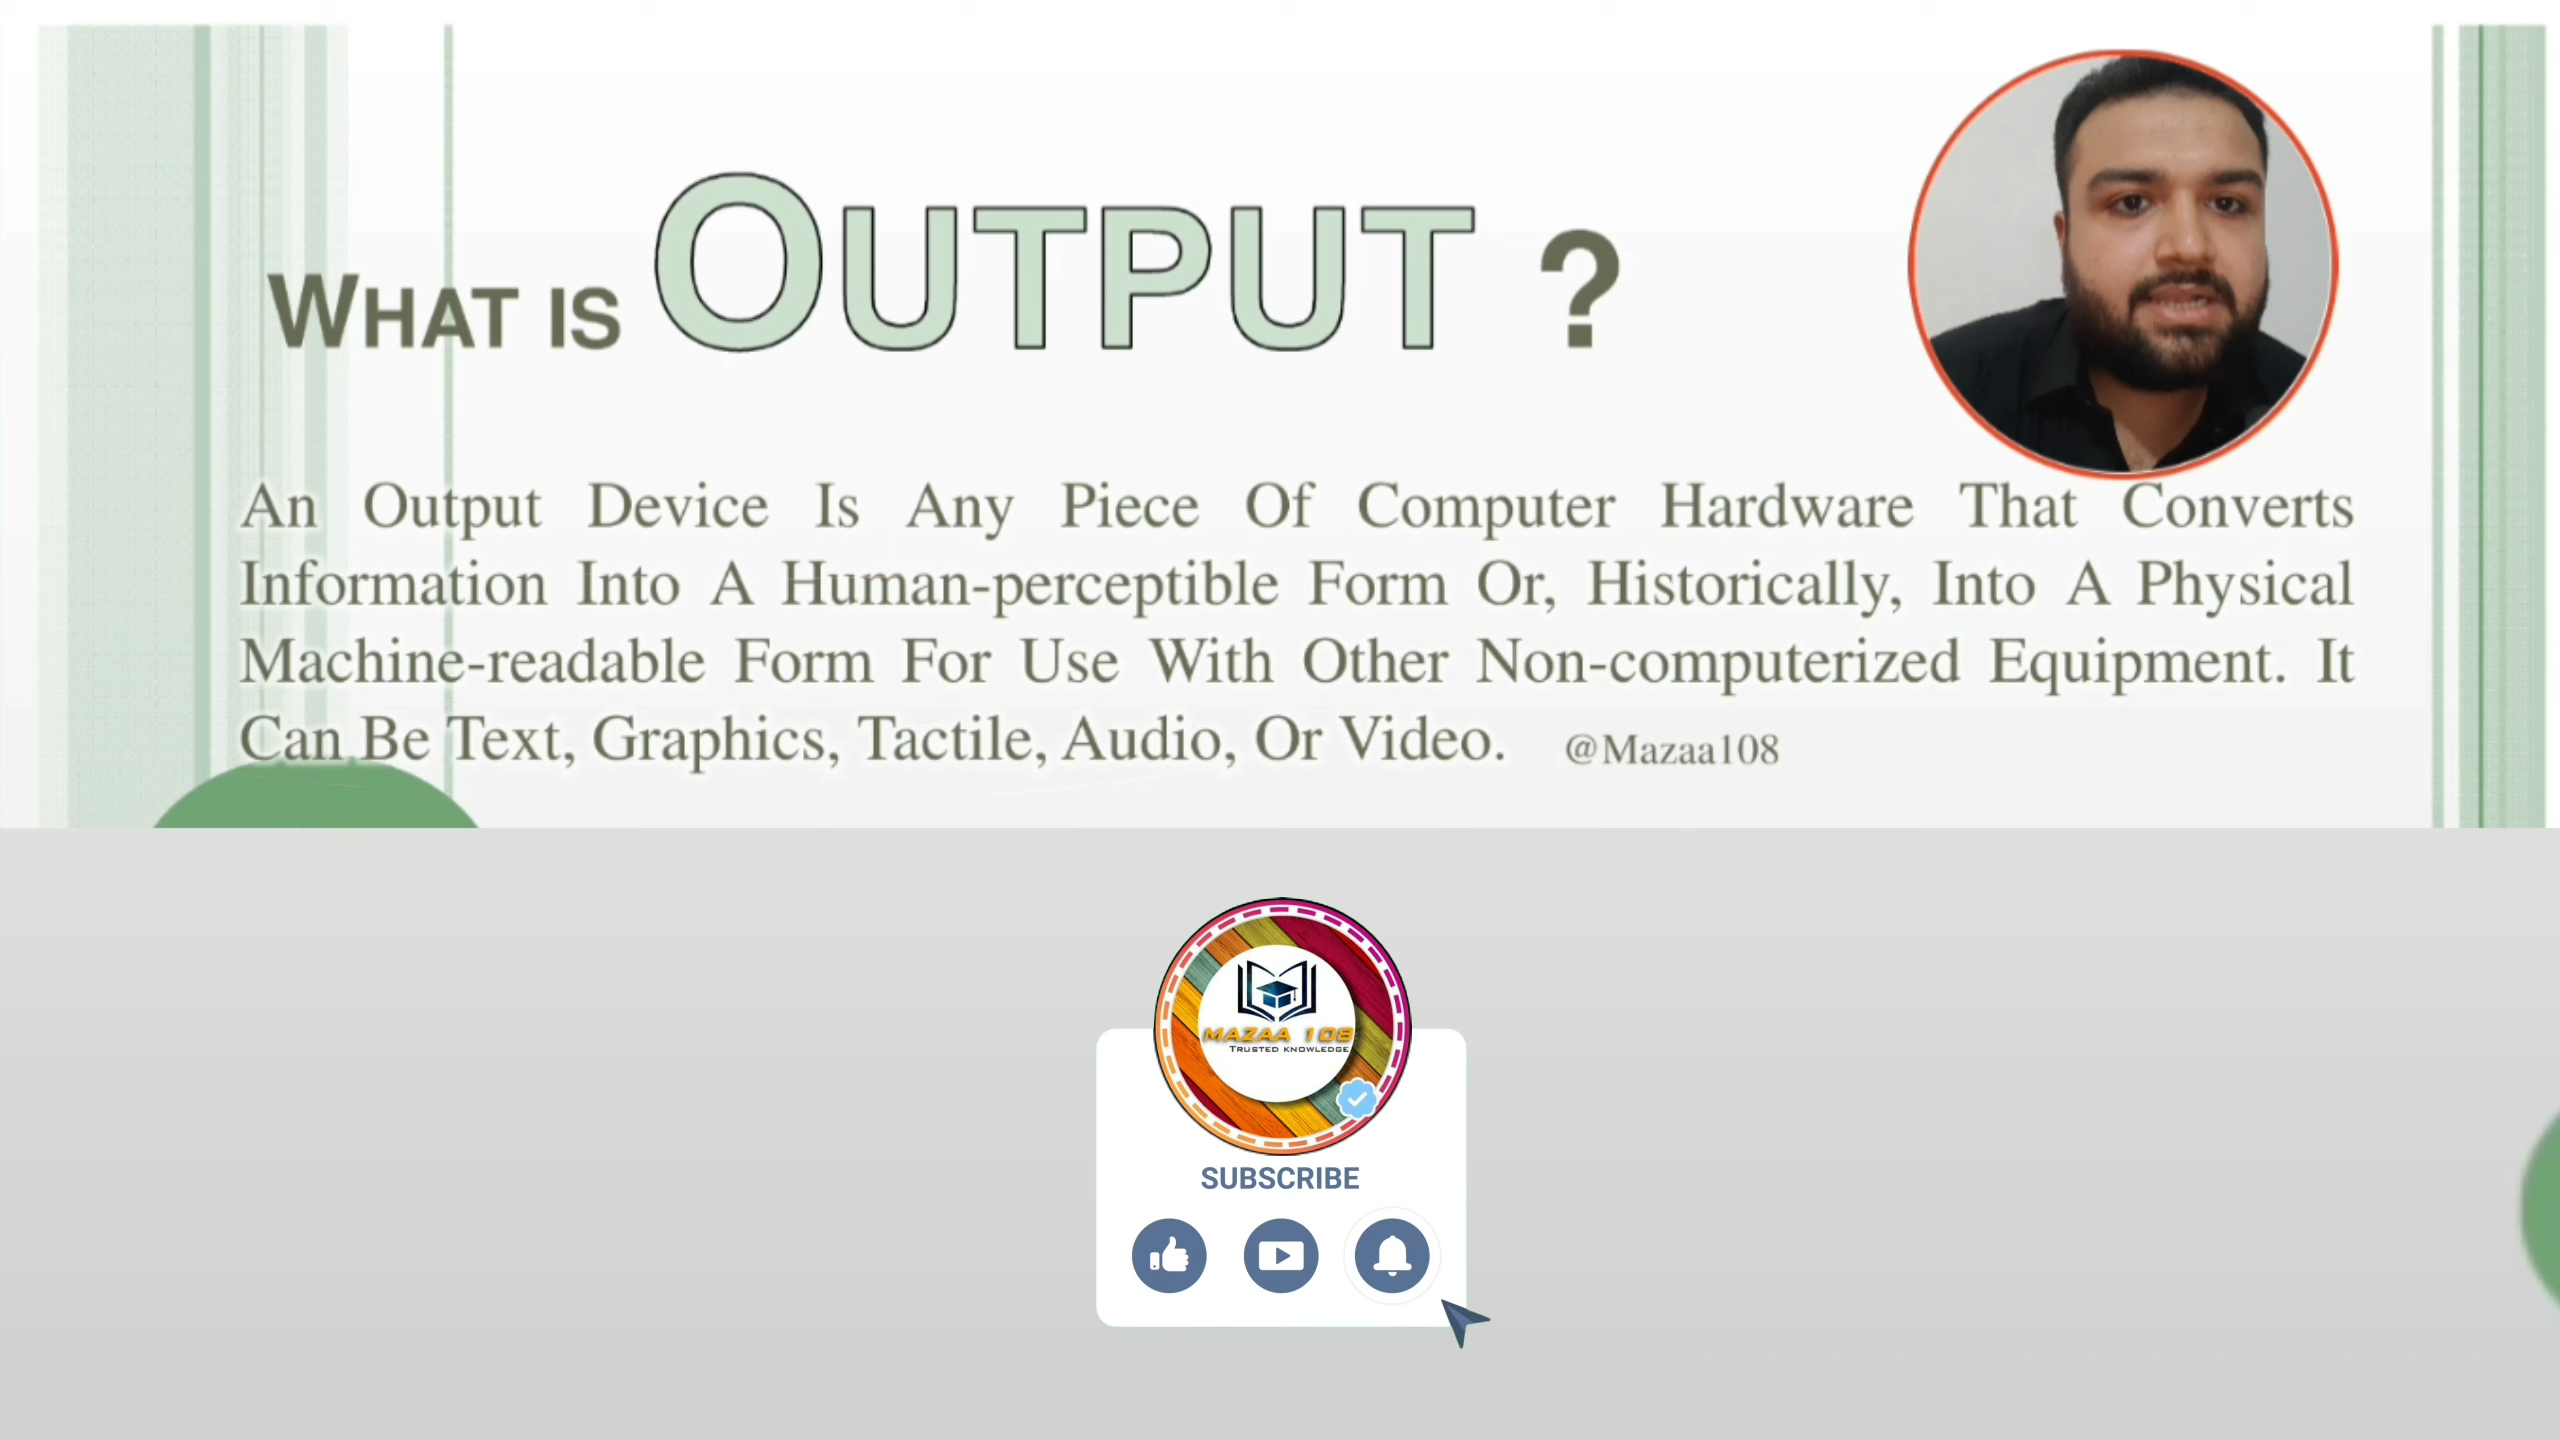 WHAT IS OUTPUT ?
An Output Device Is Any Piece Of Computer Hardware That Converts
Information Into A Human-perceptible Form Or, Historically, Into A Physical
Machine-readable Form For Use With Other Non-computerized Equipment. It
Can Be Text, Graphics, Tactile, Audio, Or Video. @Mazaa108
MAZAA 108
TRUSTED KNOWLEDGE
SUBSCRIBE